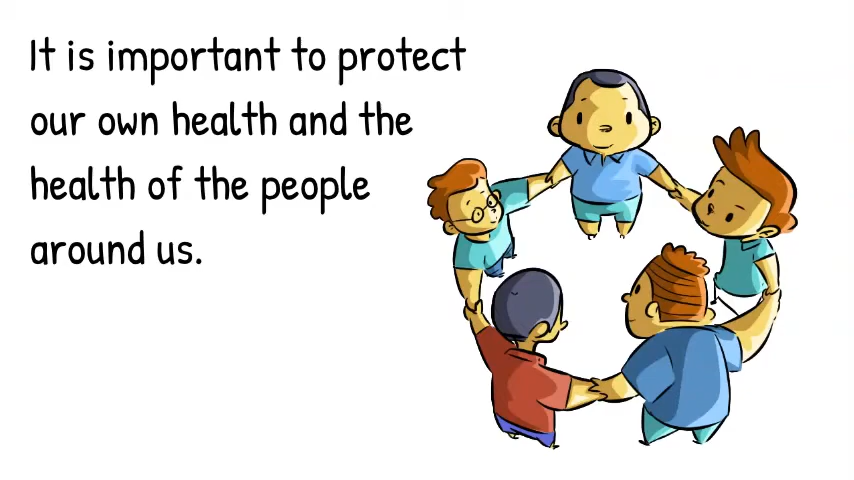 It is important to protect
our own health and the
health of the people
around us.